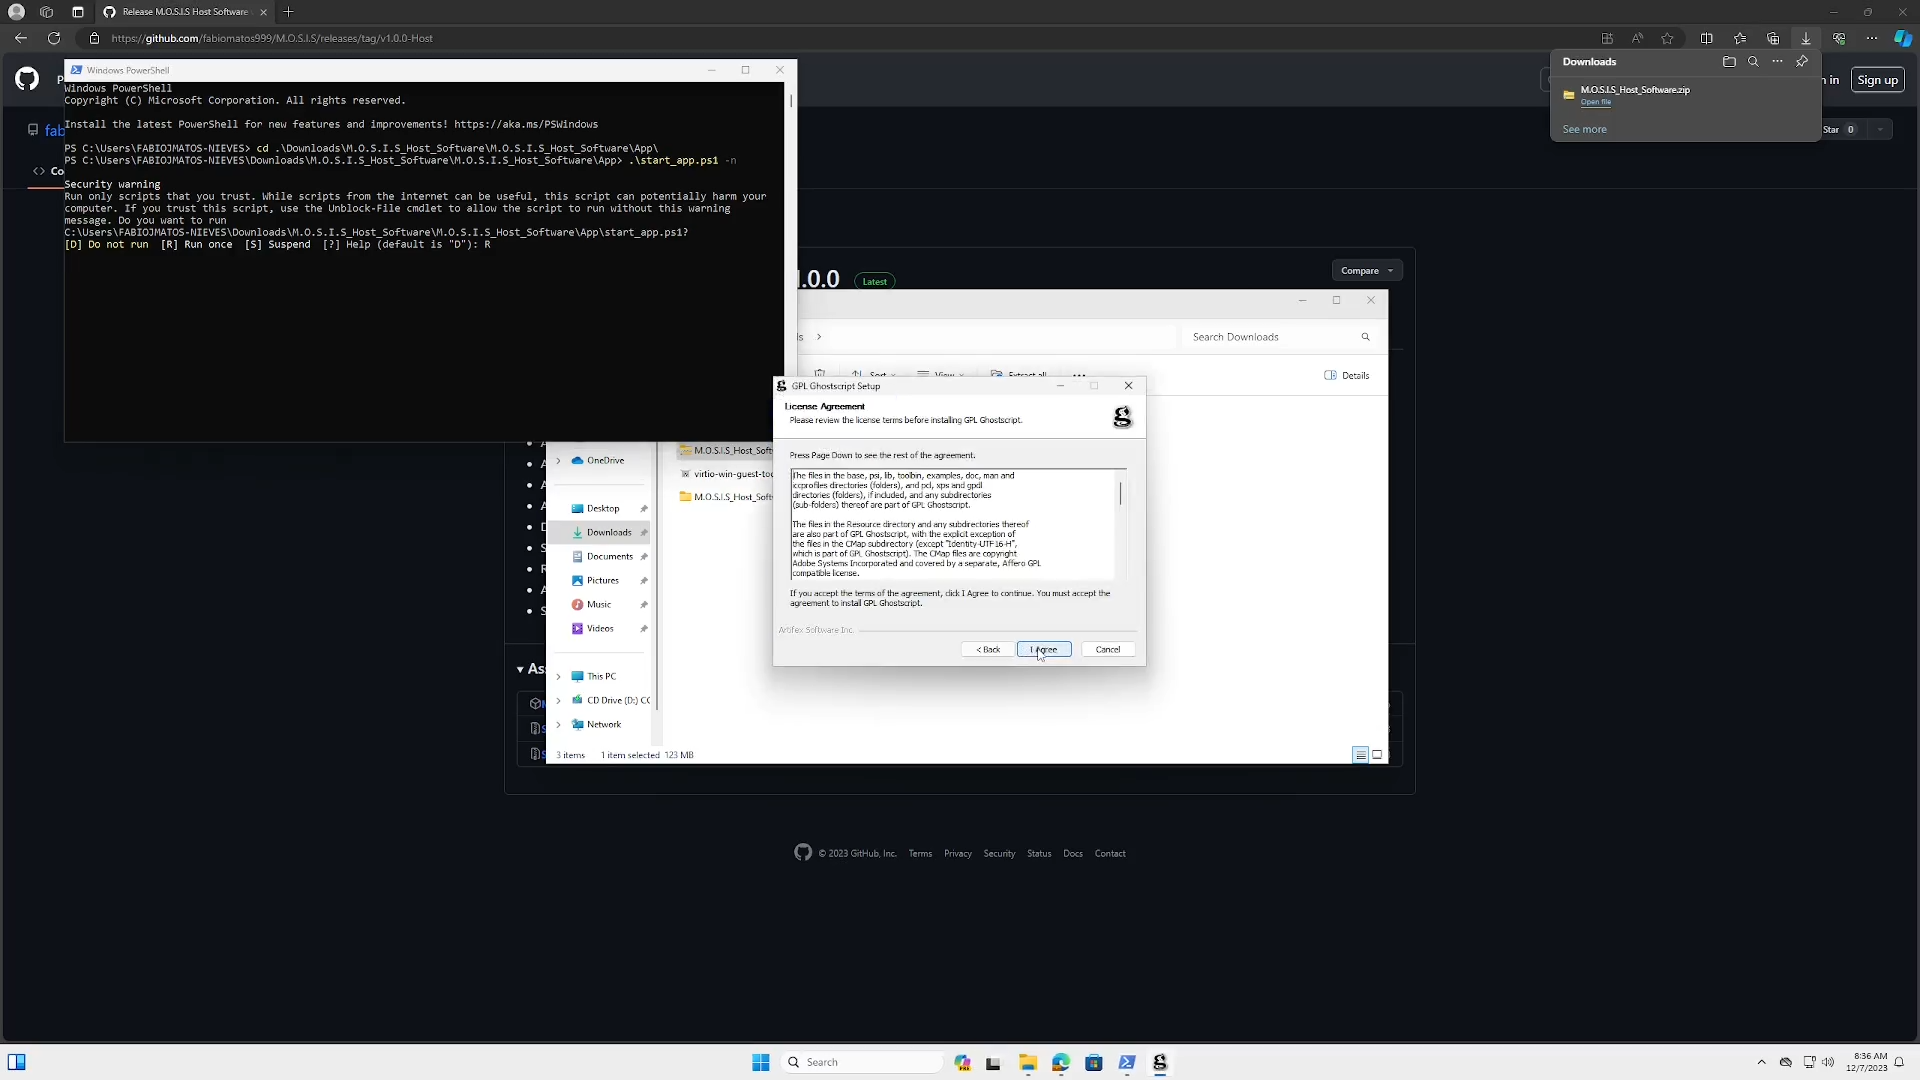 Release M.O.S.I.S Host Software
https://github.com/fabiomatos999/M.O.S.I.S/releases/tag/v1.0.0-Host
Windows PowerShell
Windows PowerShell
Copyright (C) Microsoft Corporation. All rights reserved.
Install the latest PowerShell for new features and improvements! https://aka.ms/PSWindows
PS C:\Users\FABIOJMATOS-NIEVES> cd .\Downloads\M.O.S.I.S_Host_Software\M.O.S.I.S_Host_Software\App\
PS C:\Users\FABIOJMATOS-NIEVES\Downloads\M.O.S.I.S_Host_Software\M.O.S.I.S_Host_Software\App> .\start_app.ps1 -n
Security warning
Run only scripts that you trust. While scripts from the internet can be useful, this script can potentially harm your
computer. If you trust this script, use the Unblock-File cmdlet to allow the script to run without this warning
message. Do you want to run
C:\Users\FABIOJMATOS-NIEVES\Downloads\M.O.S.I.S_Host_Software\M.O.S.I.S_Host_Software\App\start_app.ps1?
[D] Do not run [R] Run once [S] Suspend [?] Help (default is "D"): R
Downloads
M.O.S.I.S_Host_Software.zip
Open file
See more
Sign up
Star 0
fab
Co
1.0.0 Latest
Compare
Search Downloads
Sort View Extract all
Details
OneDrive
Desktop
Downloads
Documents
Pictures
Music
Videos
This PC
CD Drive (D:) CC
Network
M.O.S.I.S_Host_Soft
virtio-win-guest-too
M.O.S.I.S_Host_Soft
3 items 1 item selected 123 MB
GPL Ghostscript Setup
License Agreement
Please review the license terms before installing GPL Ghostscript.
Press Page Down to see the rest of the agreement.
The files in the base, psi, lib, toolbin, examples, doc, man and
iccprofiles directories (folders), and pcl, xps and gpdl
directories (folders), if included, and any subdirectories
(sub-folders) thereof are part of GPL Ghostscript.
The files in the Resource directory and any subdirectories thereof
are also part of GPL Ghostscript, with the explicit exception of
the files in the CMap subdirectory (except "Identity-UTF16-H",
which is part of GPL Ghostscript). The CMap files are copyright
Adobe Systems Incorporated and covered by a separate, Affero GPL
compatible license.
If you accept the terms of the agreement, click I Agree to continue. You must accept the
agreement to install GPL Ghostscript.
Artifex Software Inc.
< Back I Agree Cancel
Ass
© 2023 GitHub, Inc. Terms Privacy Security Status Docs Contact
Search
8:36 AM
12/7/2023